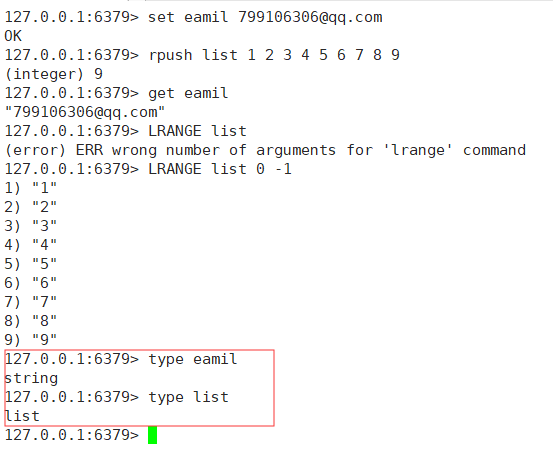 127.0.0.1:6379> set eamil 799106306@qq.com
OK
127.0.0.1:6379> rpush list 1 2 3 4 5 6 7 8 9
(integer) 9
127.0.0.1:6379> get eamil
"799106306@qq.com"
127.0.0.1:6379> LRANGE list
(error) ERR wrong number of arguments for 'lrange' command
127.0.0.1:6379> LRANGE list 0 -1
1) "1"
2) "2"
3) "3"
4) "4"
5) "5"
6) "6"
7) "7"
8) "8"
9) "9"
127.0.0.1:6379> type eamil
string
127.0.0.1:6379> type list
list
127.0.0.1:6379>